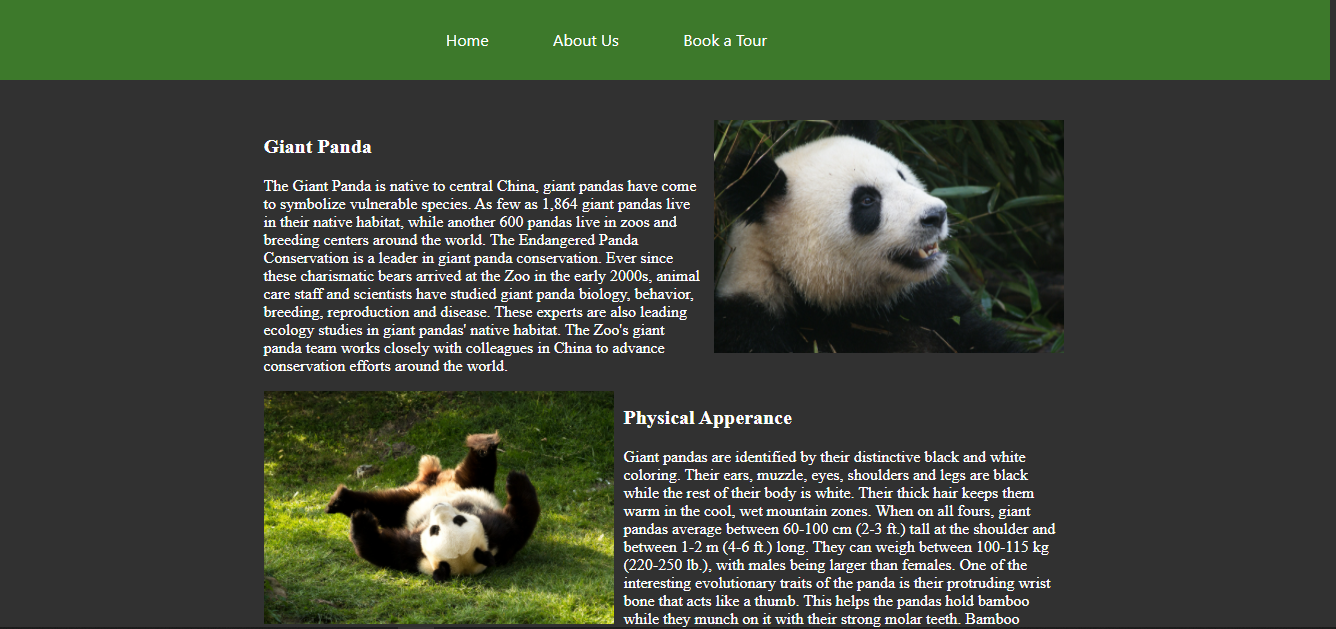 Home About Us Book a Tour
Giant Panda
The Giant Panda is native to central China, giant pandas have come
to symbolize vulnerable species. As few as 1,864 giant pandas live
in their native habitat, while another 600 pandas live in zoos and
breeding centers around the world. The Endangered Panda
Conservation is a leader in giant panda conservation. Ever since
these charismatic bears arrived at the Zoo in the early 2000s, animal
care staff and scientists have studied giant panda biology, behavior,
breeding, reproduction and disease. These experts are also leading
ecology studies in giant pandas' native habitat. The Zoo's giant
panda team works closely with colleagues in China to advance
conservation efforts around the world.
Physical Apperance
Giant pandas are identified by their distinctive black and white
coloring. Their ears, muzzle, eyes, shoulders and legs are black
while the rest of their body is white. Their thick hair keeps them
warm in the cool, wet mountain zones. When on all fours, giant
pandas average between 60-100 cm (2-3 ft.) tall at the shoulder and
between 1-2 m (4-6 ft.) long. They can weigh between 100-115 kg
(220-250 lb.), with males being larger than females. One of the
interesting evolutionary traits of the panda is their protruding wrist
bone that acts like a thumb. This helps the pandas hold bamboo
while they munch on it with their strong molar teeth. Bamboo